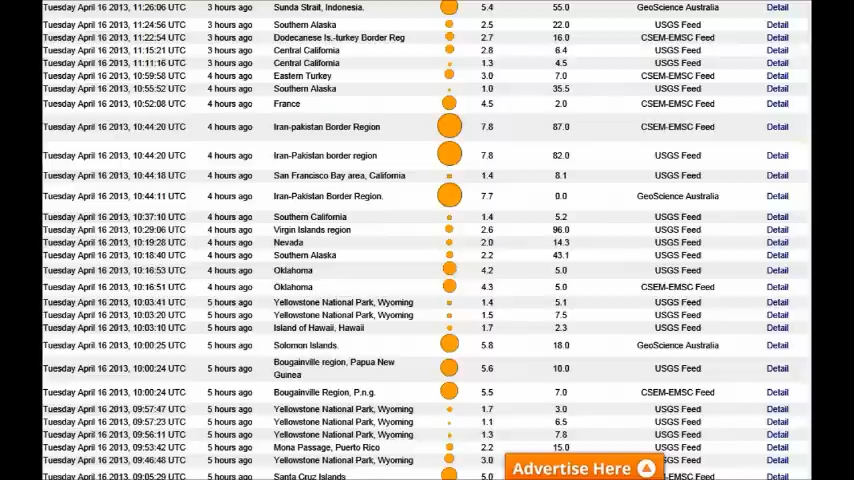 Tuesday April 16 2013, 11:26:06 UTC 3 hours ago Sunda Strait, Indonesia. 5.4 55.0 GeoScience Australia Detail
Tuesday April 16 2013, 11:24:56 UTC 3 hours ago Southern Alaska 2.5 22.0 USGS Feed Detail
Tuesday April 16 2013, 11:22:54 UTC 3 hours ago Dodecanese Is.-turkey Border Reg 2.7 16.0 CSEM-EMSC Feed Detail
Tuesday April 16 2013, 11:15:21 UTC 3 hours ago Central California 2.8 6.4 USGS Feed Detail
Tuesday April 16 2013, 11:11:16 UTC 3 hours ago Central California 1.3 4.5 USGS Feed Detail
Tuesday April 16 2013, 10:59:58 UTC 4 hours ago Eastern Turkey 3.0 7.0 CSEM-EMSC Feed Detail
Tuesday April 16 2013, 10:55:52 UTC 4 hours ago Southern Alaska 1.0 35.5 USGS Feed Detail
Tuesday April 16 2013, 10:52:08 UTC 4 hours ago France 4.5 2.0 CSEM-EMSC Feed Detail
Tuesday April 16 2013, 10:44:20 UTC 4 hours ago Iran-pakistan Border Region 7.8 87.0 CSEM-EMSC Feed Detail
Tuesday April 16 2013, 10:44:20 UTC 4 hours ago Iran-Pakistan border region 7.8 82.0 USGS Feed Detail
Tuesday April 16 2013, 10:44:18 UTC 4 hours ago San Francisco Bay area, California 1.4 8.1 USGS Feed Detail
Tuesday April 16 2013, 10:44:11 UTC 4 hours ago Iran-Pakistan Border Region. 7.7 0.0 GeoScience Australia Detail
Tuesday April 16 2013, 10:37:10 UTC 4 hours ago Southern California 1.4 5.2 USGS Feed Detail
Tuesday April 16 2013, 10:29:06 UTC 4 hours ago Virgin Islands region 2.6 96.0 USGS Feed Detail
Tuesday April 16 2013, 10:19:28 UTC 4 hours ago Nevada 2.0 14.3 USGS Feed Detail
Tuesday April 16 2013, 10:18:40 UTC 4 hours ago Southern Alaska 2.2 43.1 USGS Feed Detail
Tuesday April 16 2013, 10:16:53 UTC 4 hours ago Oklahoma 4.2 5.0 USGS Feed Detail
Tuesday April 16 2013, 10:16:51 UTC 4 hours ago Oklahoma 4.3 5.0 CSEM-EMSC Feed Detail
Tuesday April 16 2013, 10:03:41 UTC 5 hours ago Yellowstone National Park, Wyoming 1.4 5.1 USGS Feed Detail
Tuesday April 16 2013, 10:03:20 UTC 5 hours ago Yellowstone National Park, Wyoming 1.5 7.5 USGS Feed Detail
Tuesday April 16 2013, 10:03:10 UTC 5 hours ago Island of Hawaii, Hawaii 1.7 2.3 USGS Feed Detail
Tuesday April 16 2013, 10:00:25 UTC 5 hours ago Solomon Islands. 5.8 18.0 GeoScience Australia Detail
Tuesday April 16 2013, 10:00:24 UTC 5 hours ago Bougainville region, Papua New 5.6 10.0 USGS Feed Detail
Guinea
Tuesday April 16 2013, 10:00:24 UTC 5 hours ago Bougainville Region, P.n.g. 5.5 7.0 CSEM-EMSC Feed Detail
Tuesday April 16 2013, 09:57:47 UTC 5 hours ago Yellowstone National Park, Wyoming 1.7 3.0 USGS Feed Detail
Tuesday April 16 2013, 09:57:23 UTC 5 hours ago Yellowstone National Park, Wyoming 1.1 6.5 USGS Feed Detail
Tuesday April 16 2013, 09:56:11 UTC 5 hours ago Yellowstone National Park, Wyoming 1.3 7.8 USGS Feed Detail
Tuesday April 16 2013, 09:53:42 UTC 5 hours ago Mona Passage, Puerto Rico 2.2 15.0 USGS Feed Detail
Tuesday April 16 2013, 09:46:48 UTC 5 hours ago Yellowstone National Park, Wyoming 3.0 Detail
Tuesday April 16 2013, 09:05:29 UTC 5 hours ago Santa Cruz Islands 5.0 Detail
Advertise Here